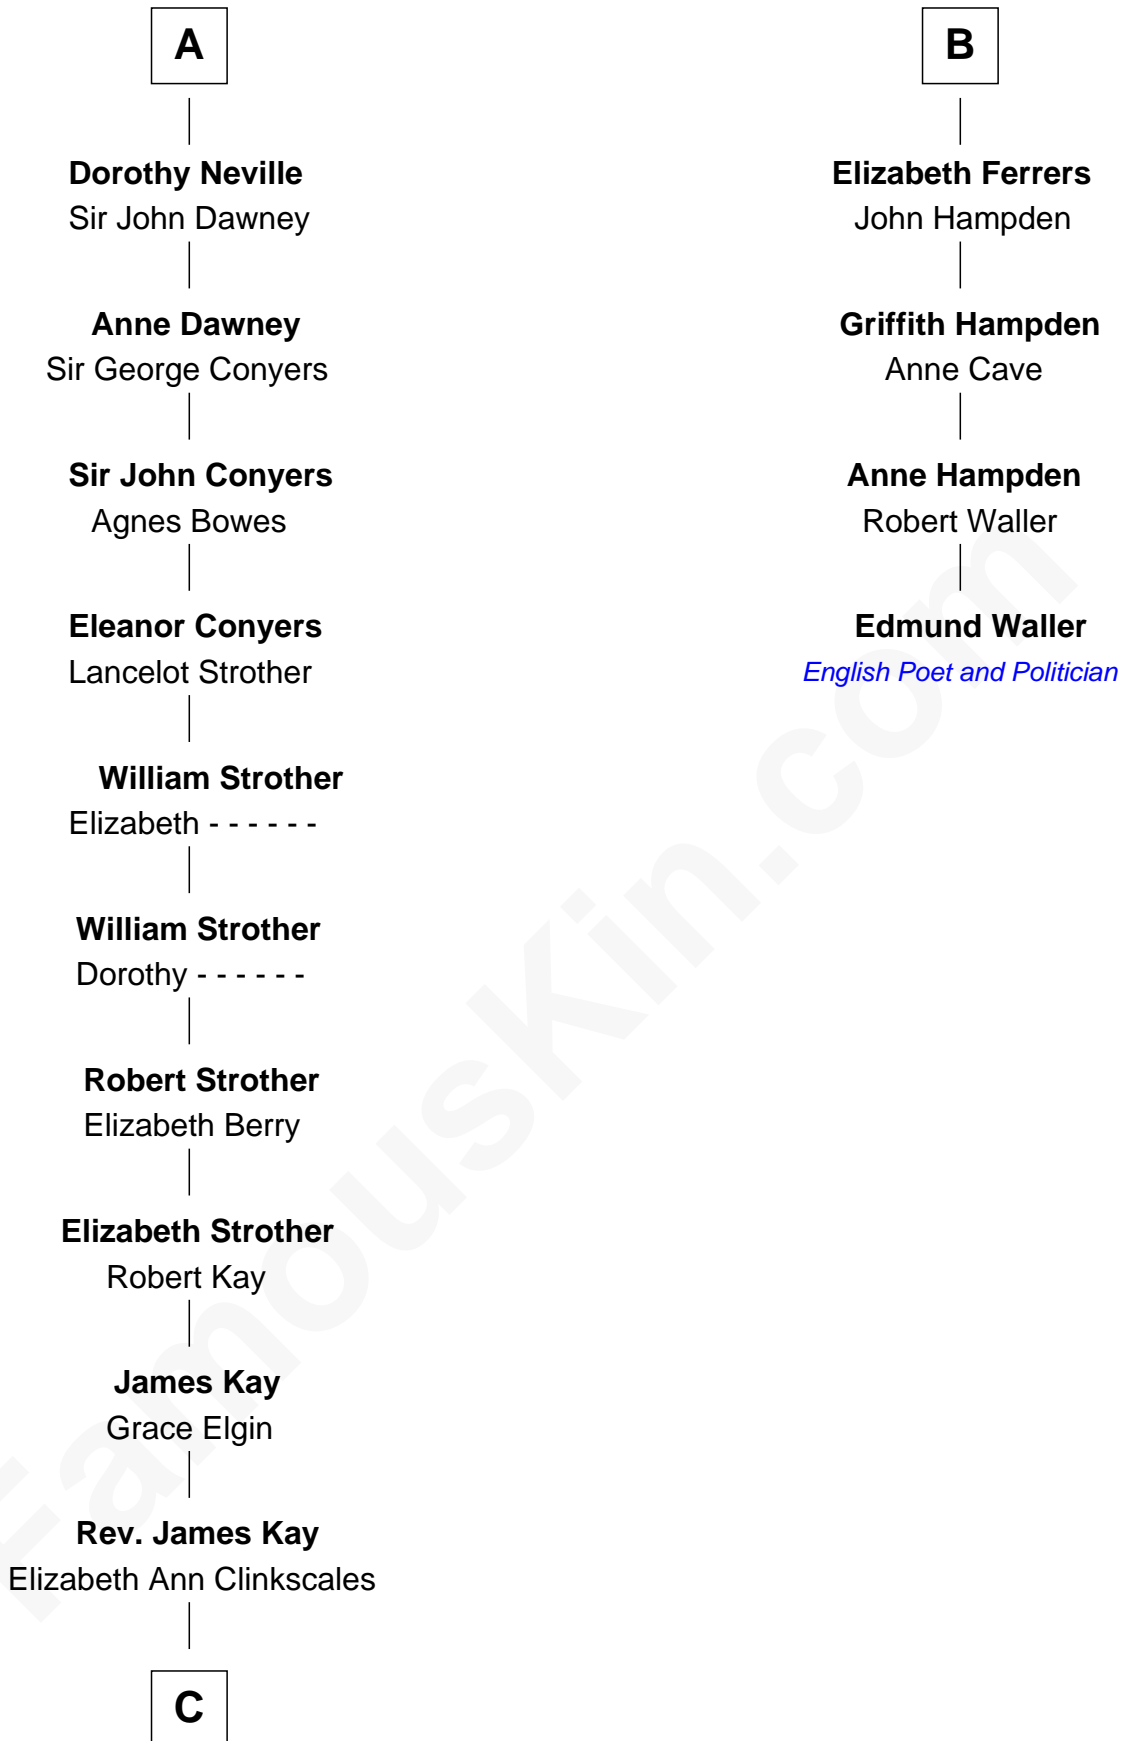 A
Dorothy Neville
Sir John Dawney
Anne Dawney
Sir George Conyers
Sir John Conyers
Agnes Bowes
Eleanor Conyers
Lancelot Strother
William Strother
Elizabeth - - - - - -
William Strother
Dorothy - - - - - -
Robert Strother
Elizabeth Berry
Elizabeth Strother
Robert Kay
James Kay
Grace Elgin
Rev. James Kay
Elizabeth Ann Clinkscales
C
B
Elizabeth Ferrers
John Hampden
Griffith Hampden
Anne Cave
Anne Hampden
Robert Waller
Edmund Waller
English Poet and Politician
FamousKin.com